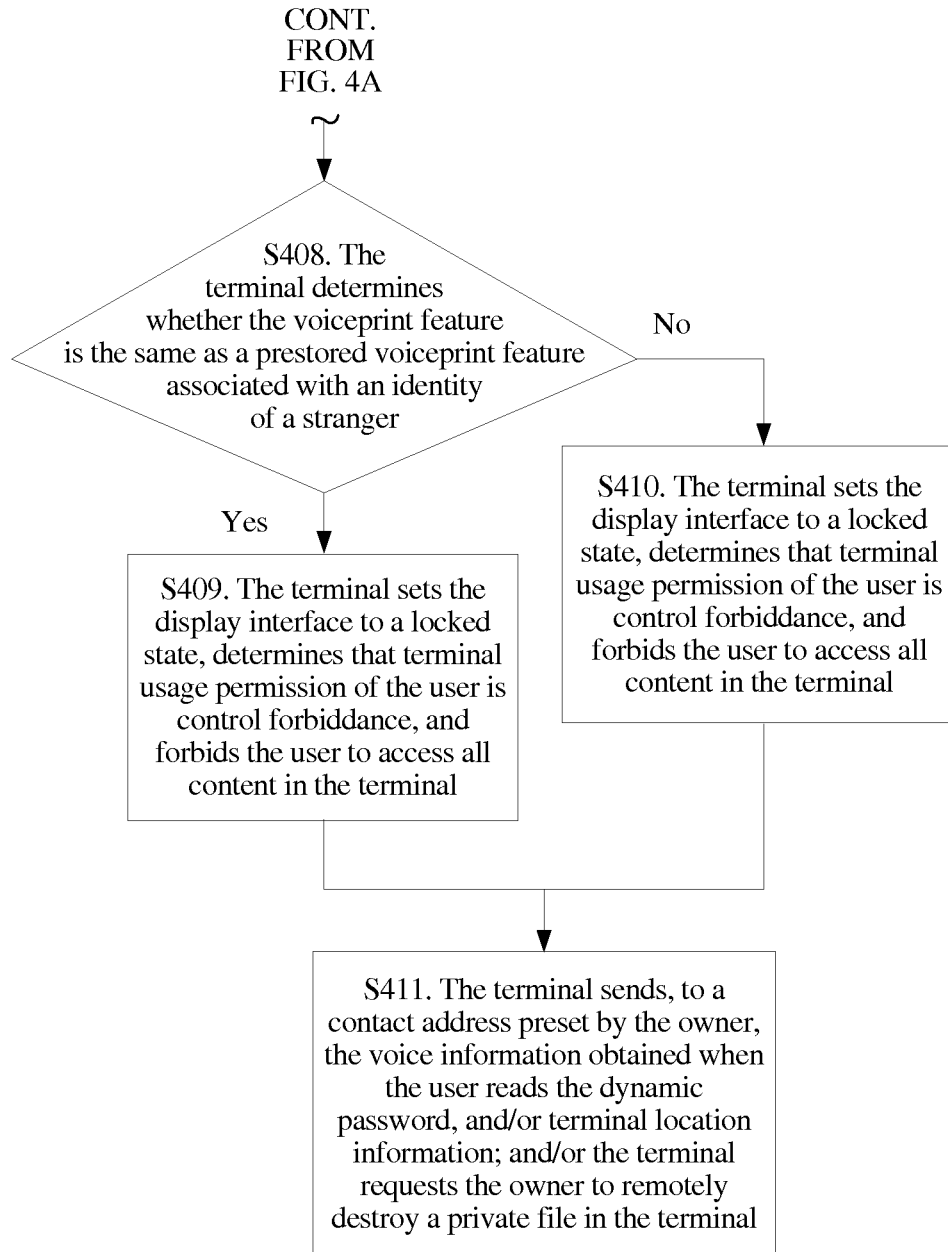 CONT.
FROM
FIG. 4A
S408. The
terminal determines
whether the voiceprint feature
is the same as a prestored voiceprint feature
associated with an identity
of a stranger
No
Yes
S410. The terminal sets the
display interface to a locked
state, determines that terminal
usage permission of the user is
control forbiddance, and
forbids the user to access all
content in the terminal
S409. The terminal sets the
display interface to a locked
state, determines that terminal
usage permission of the user is
control forbiddance, and
forbids the user to access all
content in the terminal
S411. The terminal sends, to a
contact address preset by the owner,
the voice information obtained when
the user reads the dynamic
password, and/or terminal location
information; and/or the terminal
requests the owner to remotely
destroy a private file in the terminal